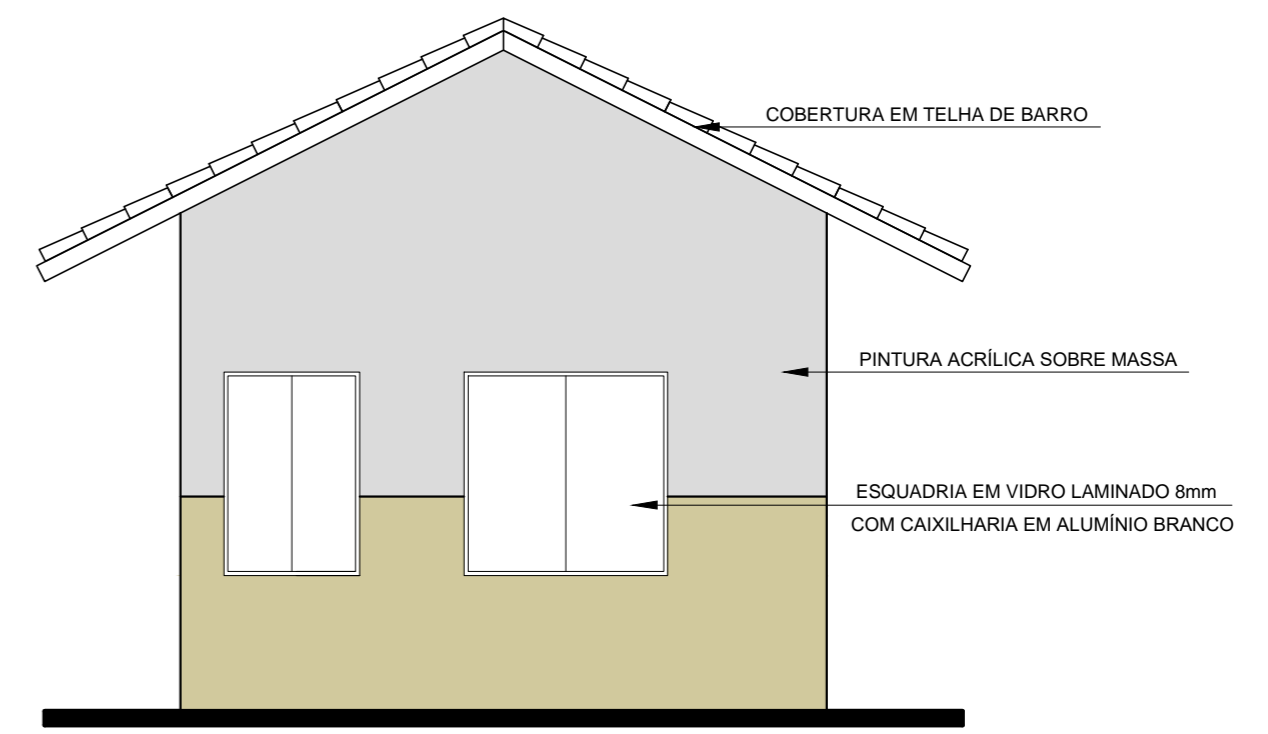 COBERTURA EM TELHA DE BARRO
PINTURA ACRÍLICA SOBRE MASSA
ESQUADRIA EM VIDRO LAMINADO 8mm
COM CAIXILHARIA EM ALUMÍNIO BRANCO